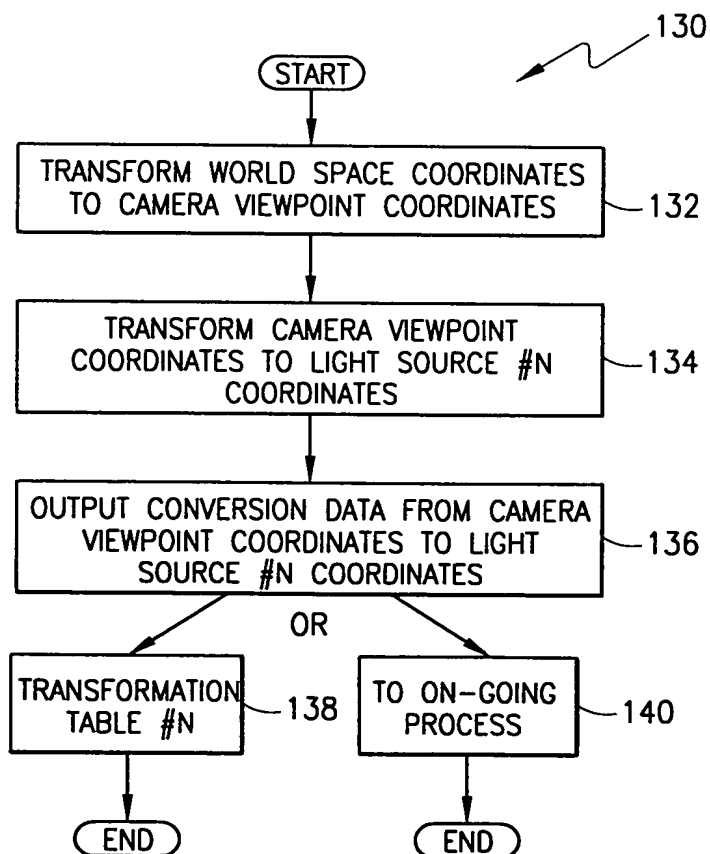 130
START
TRANSFORM WORLD SPACE COORDINATES
TO CAMERA VIEWPOINT COORDINATES
132
TRANSFORM CAMERA VIEWPOINT
COORDINATES TO LIGHT SOURCE #N
COORDINATES
134
OUTPUT CONVERSION DATA FROM CAMERA
VIEWPOINT COORDINATES TO LIGHT
SOURCE #N COORDINATES
136
OR
TRANSFORMATION
TABLE #N
138
TO ON-GOING
PROCESS
140
END
END